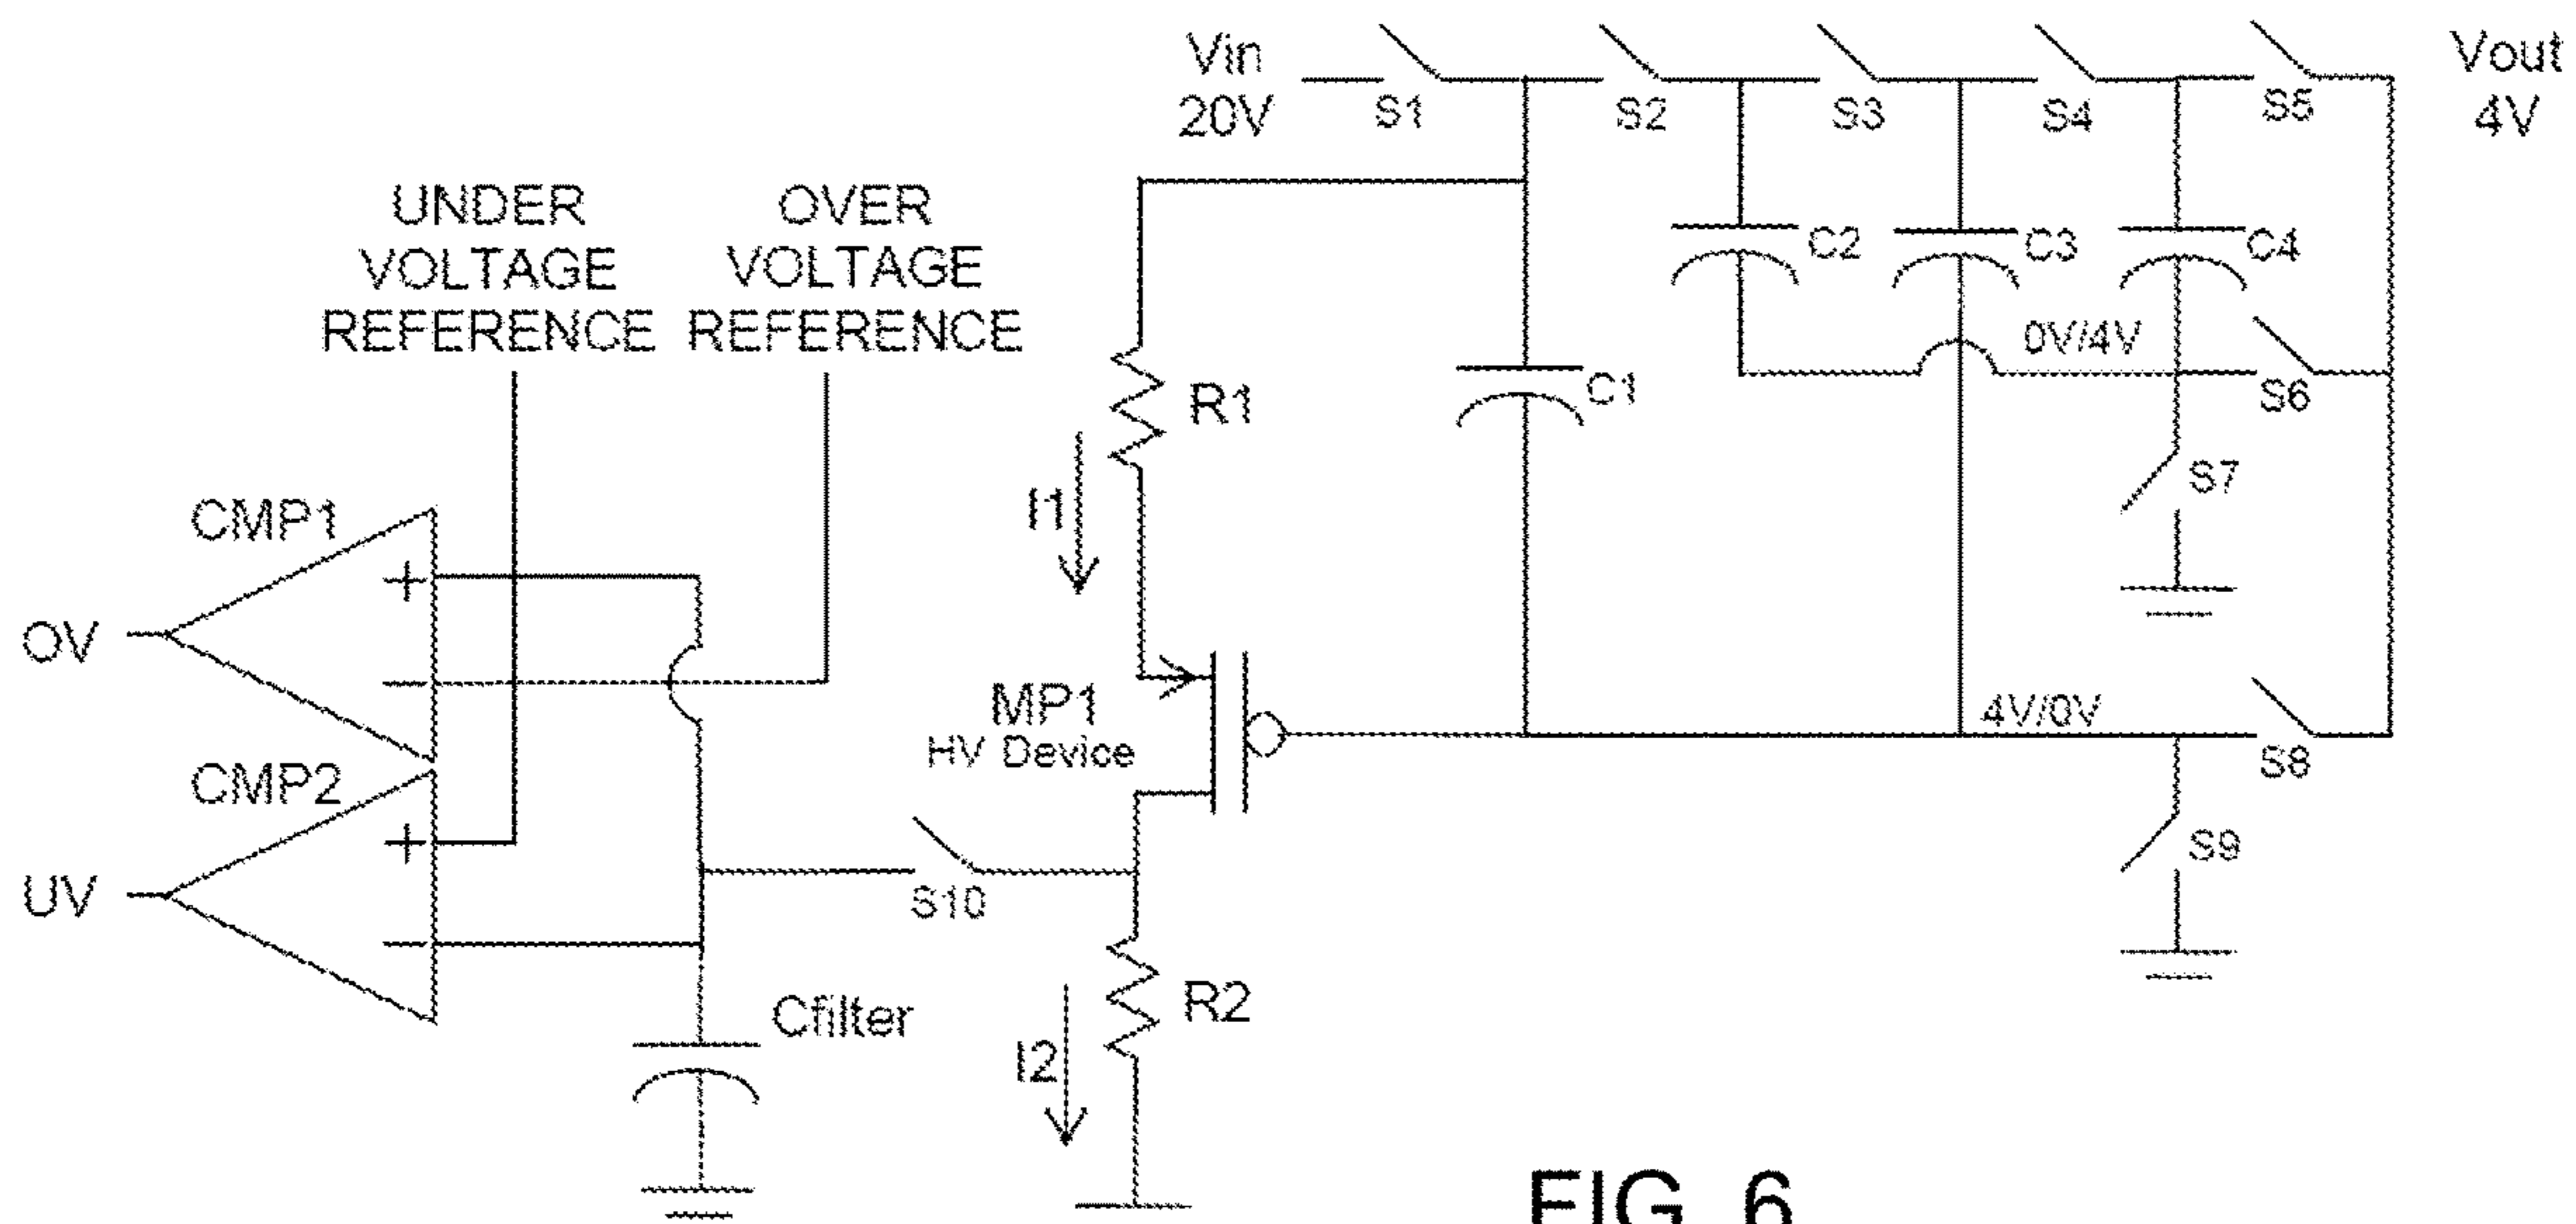 Vin
20V
S1
S2
S3
S4
S5
Vout
4V
UNDER
VOLTAGE
REFERENCE
OVER
VOLTAGE
REFERENCE
C2
C3
C4
0V/4V
S6
R1
C1
I1
S7
CMP1
+
−
OV
MP1
HV Device
4V/0V
S8
CMP2
+
−
UV
S10
S9
Cfilter
R2
I2
FIG. 6